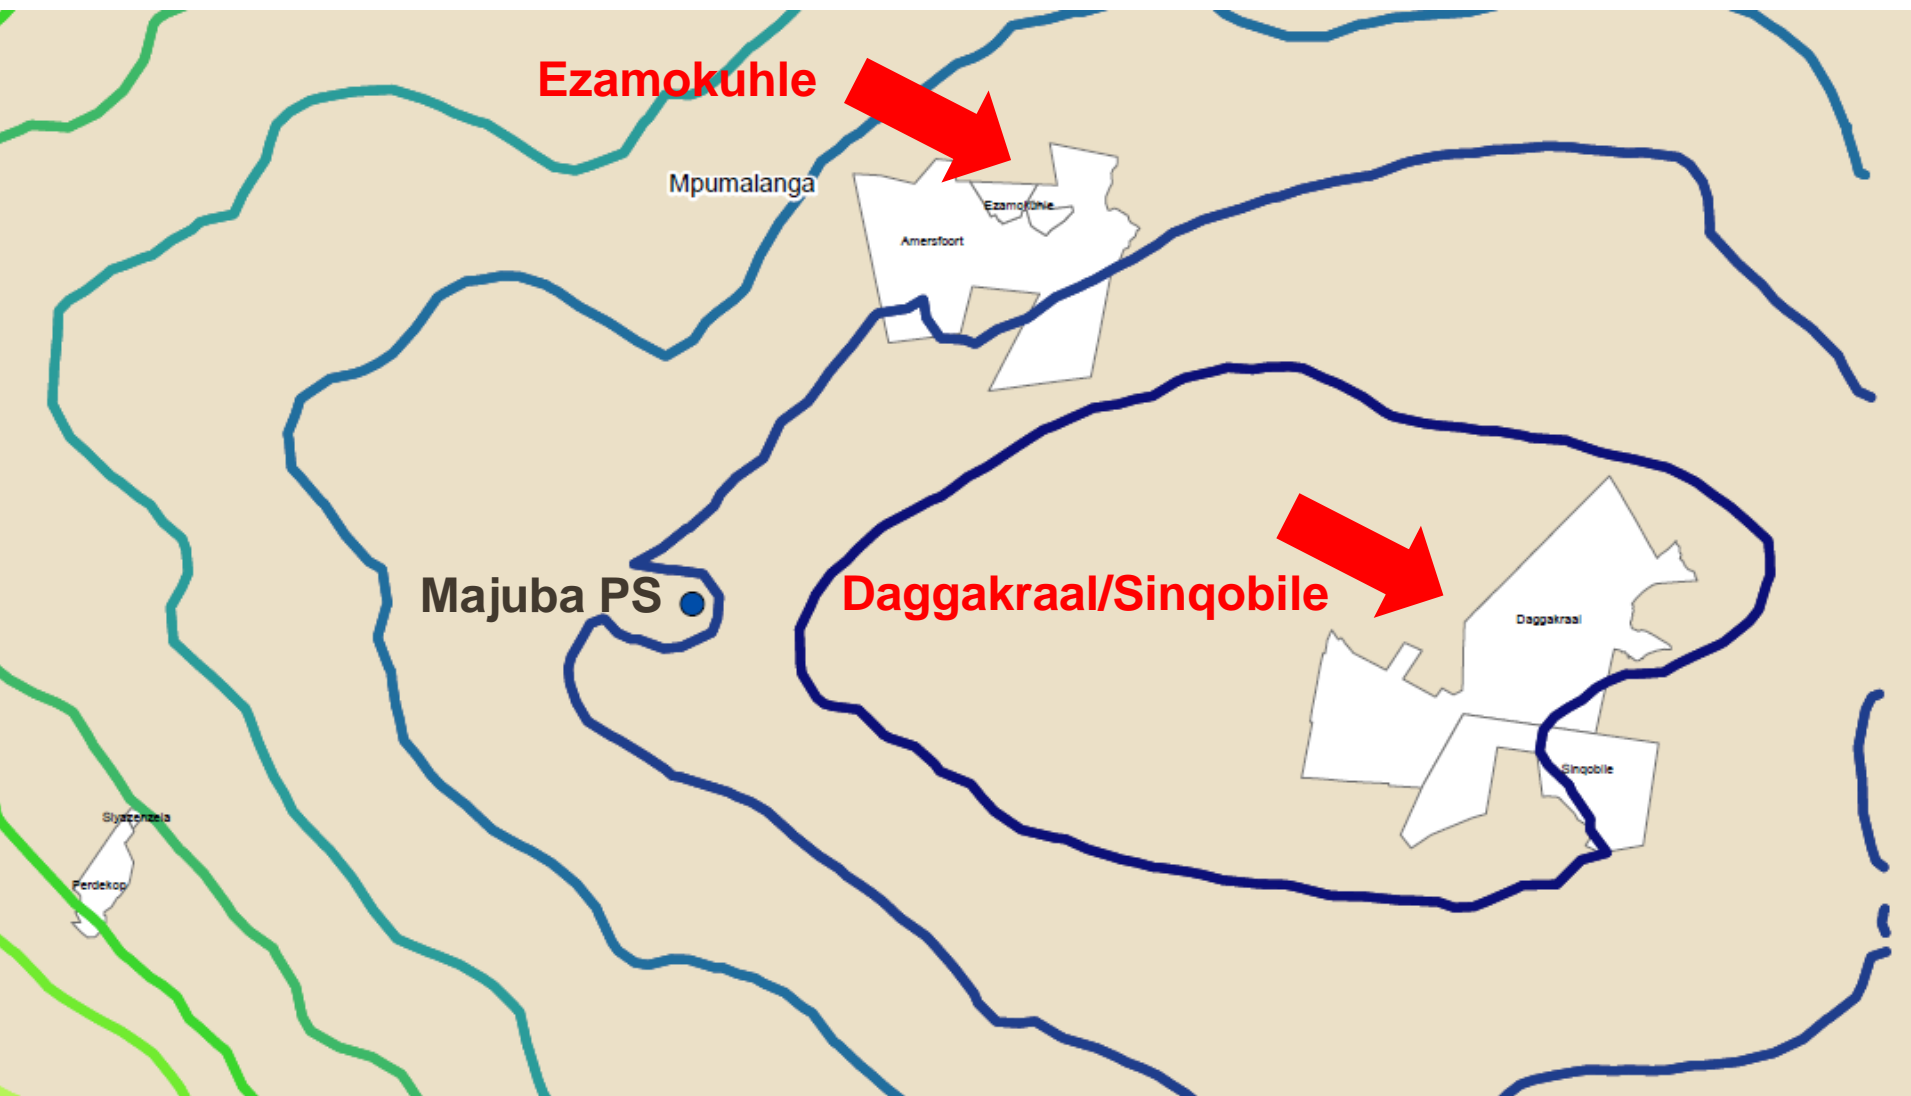 Ezamokuhle
Mpumalanga
Ezamokuhle
Amersfoort
Majuba PS
Daggakraal/Sinqobile
Daggakraal
Sinqobile
Siyazenzela
Perdekop